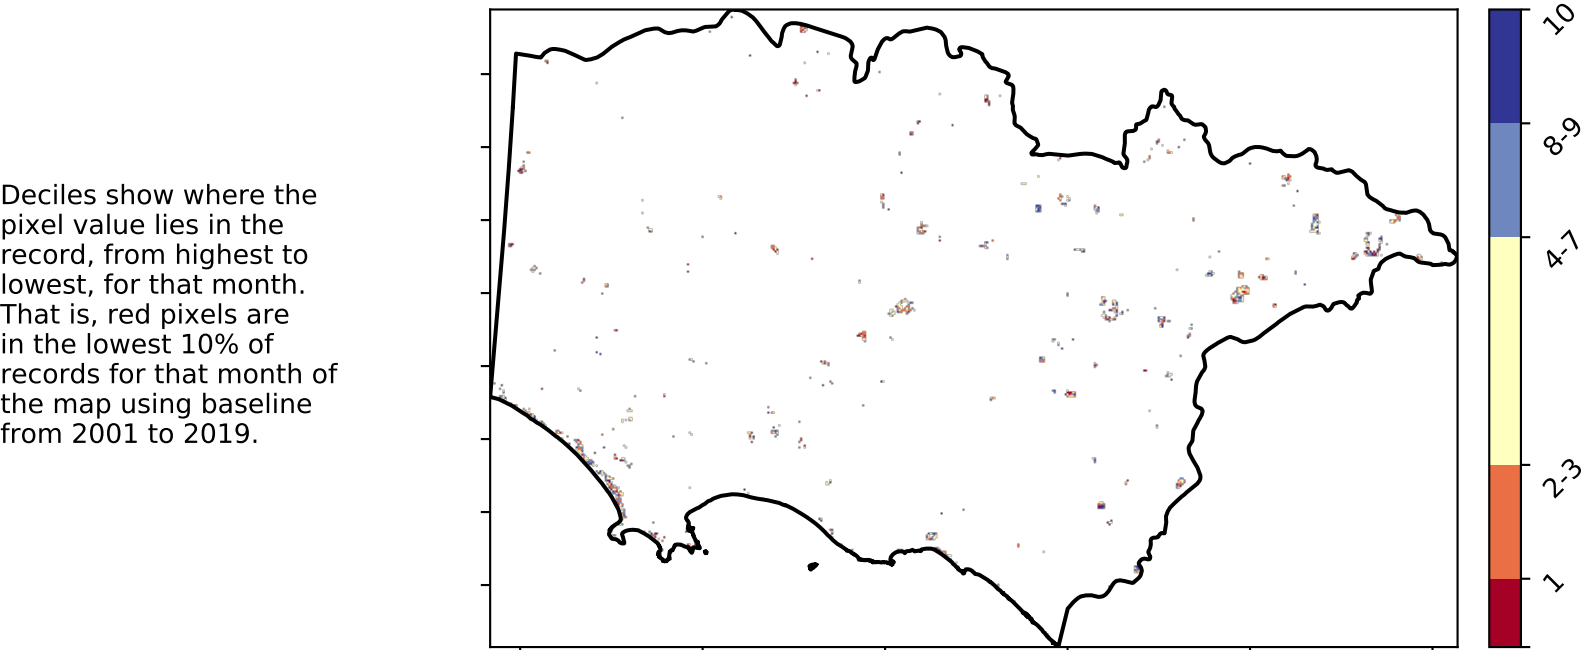 Deciles show where the
pixel value lies in the
record, from highest to
lowest, for that month.
That is, red pixels are
in the lowest 10% of
records for that month of
the map using baseline
from 2001 to 2019.
10
8-9
4-7
2-3
1